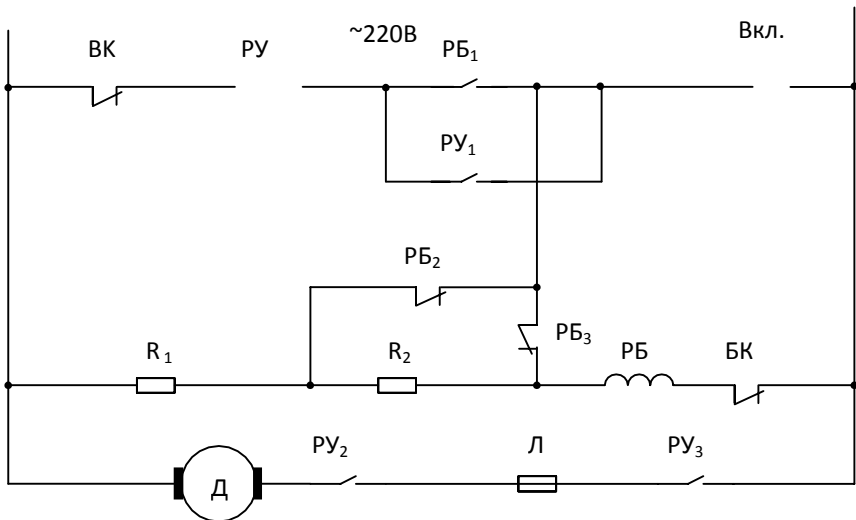 ВК
РУ
~220В
РБ₁
Вкл.
РУ₁
РБ₂
РБ₃
R₁
R₂
РБ
БК
Д
РУ₂
Л
РУ₃